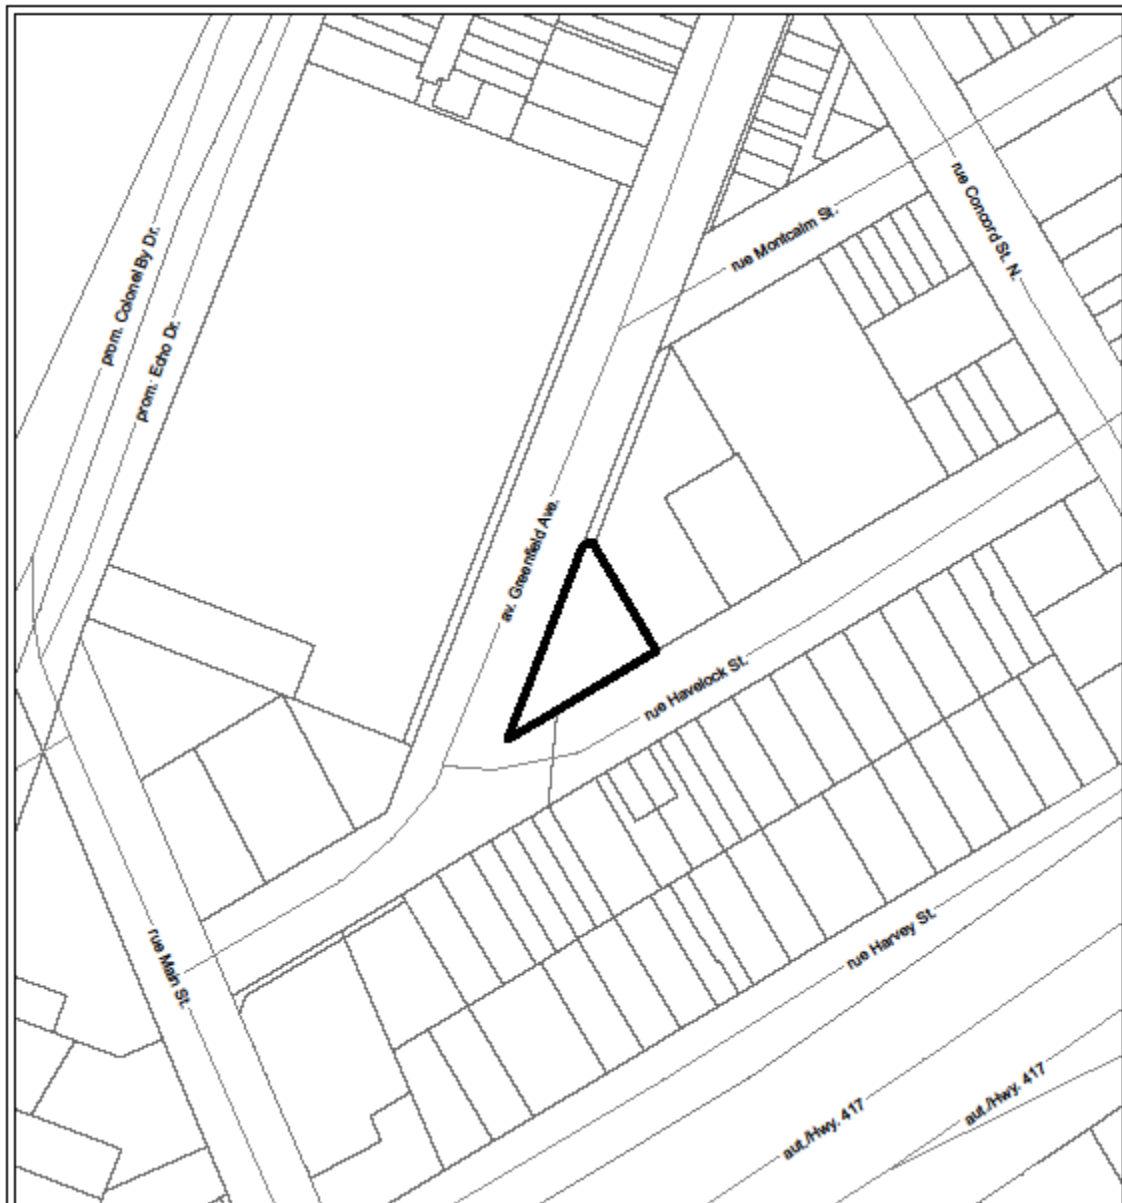 rue Concord St. N.
rue Montcalm St.
prom. Colonel By Dr.
prom. Echo Dr.
av. Greenfield Ave.
rue Havelock St.
rue Main St.
rue Harvey St.
aut./Hwy. 417
aut./Hwy. 417